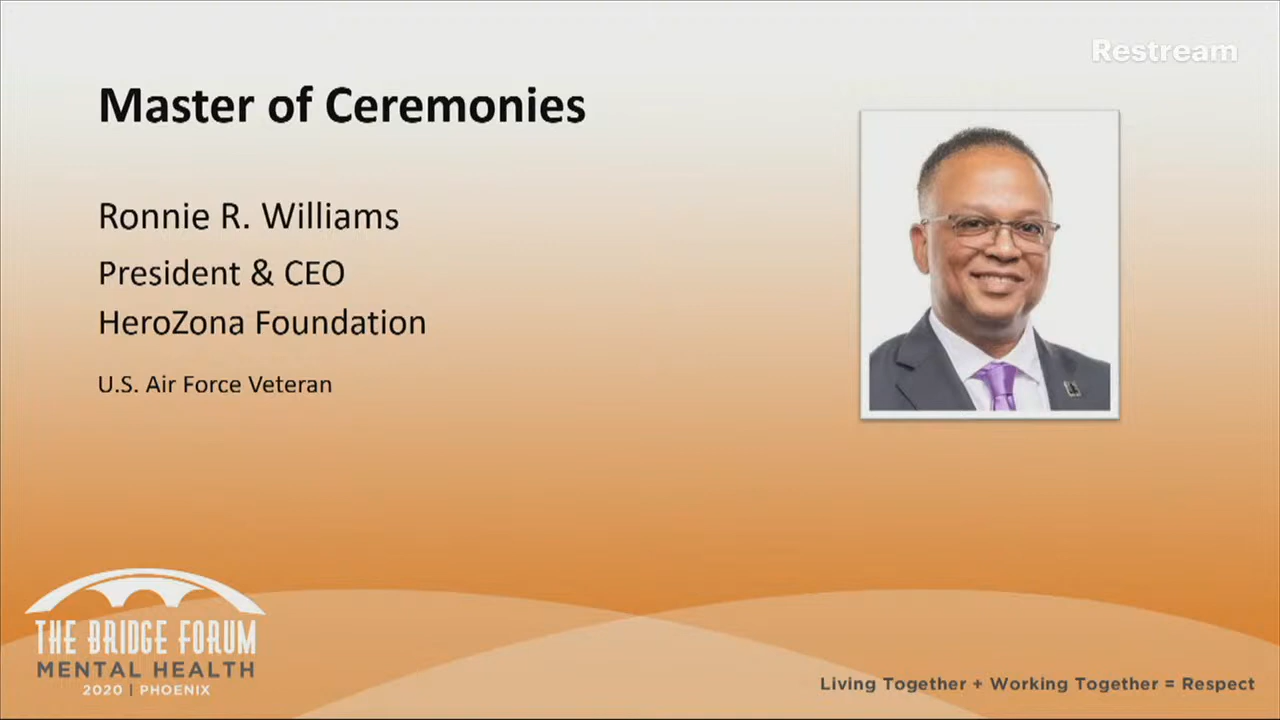 Restream
Master of Ceremonies
Ronnie R. Williams
President & CEO
HeroZona Foundation
U.S. Air Force Veteran
THE BRIDGE FORUM
MENTAL HEALTH
2020 | PHOENIX
Living Together + Working Together = Respect